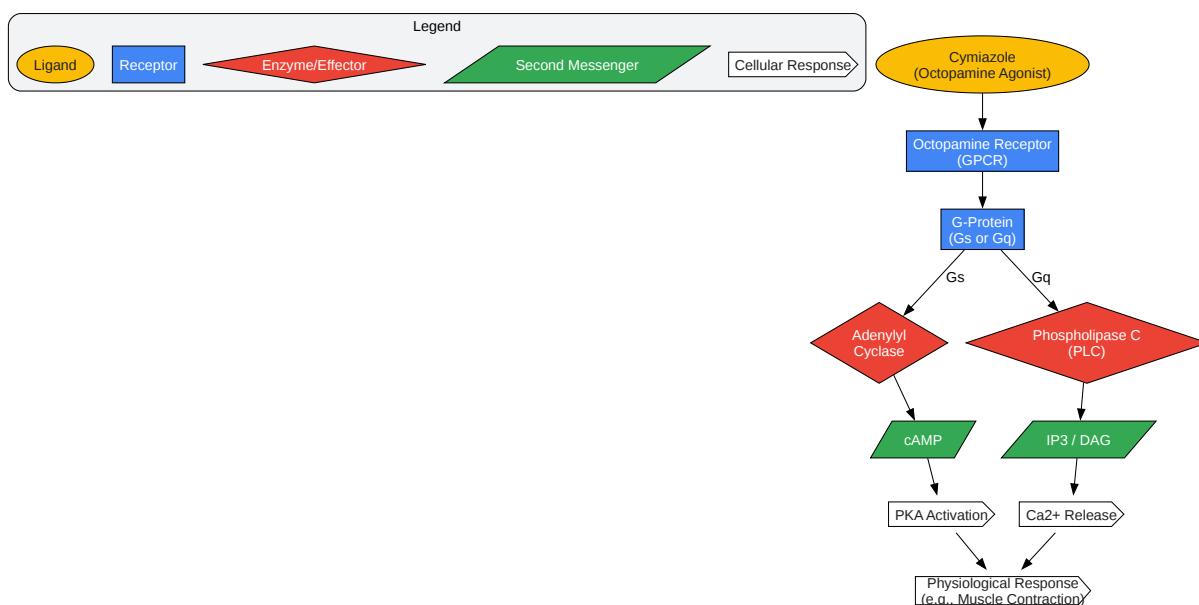 Legend
Ligand
Receptor
Enzyme/Effector
Second Messenger
Cellular Response
Cymiazole
(Octopamine Agonist)
Octopamine Receptor
(GPCR)
G-Protein
(Gs or Gq)
Gs
Gq
Adenylyl
Cyclase
Phospholipase C
(PLC)
cAMP
IP3 / DAG
PKA Activation
Ca2+ Release
Physiological Response
(e.g., Muscle Contraction)